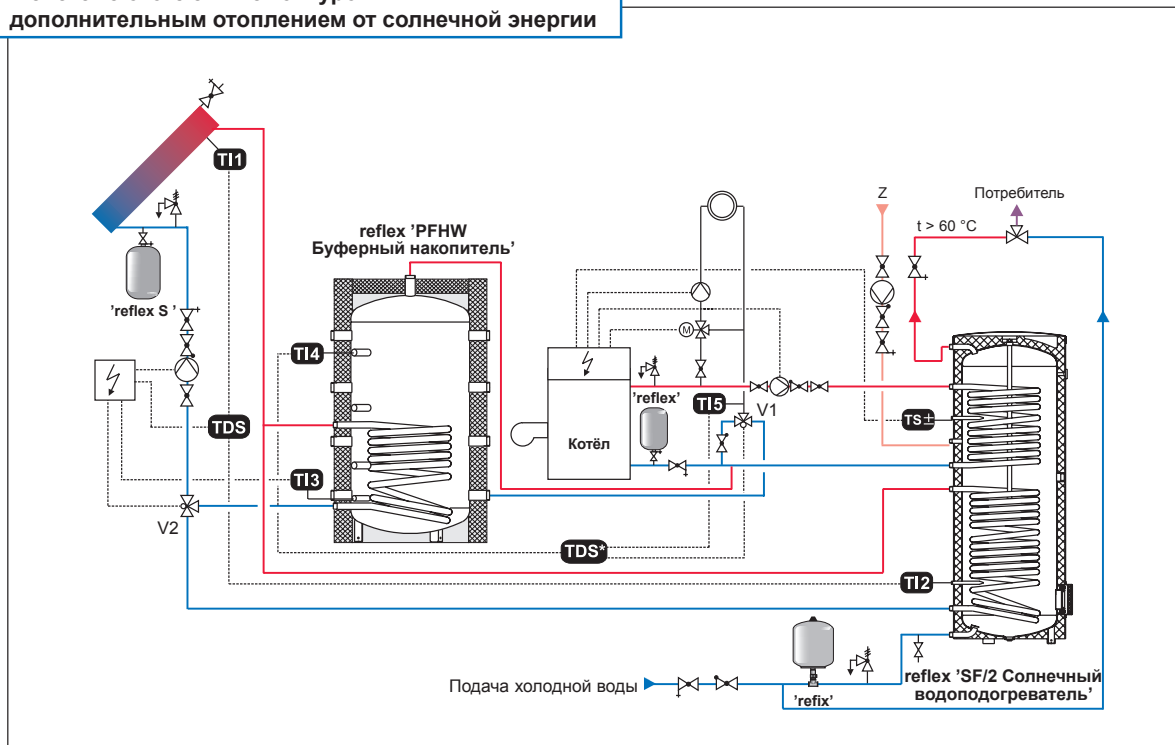 дополнительным отоплением от солнечной энергии
TI1
Z
Потребитель
t > 60 °C
reflex 'PFHW
Буферный накопитель'
'reflex S '
TI4
M
'reflex'
TI5
V1
TS±
TDS
Котёл
TI3
V2
TDS*
TI2
Подача холодной воды
'refix'
reflex 'SF/2 Солнечный
водоподогреватель'